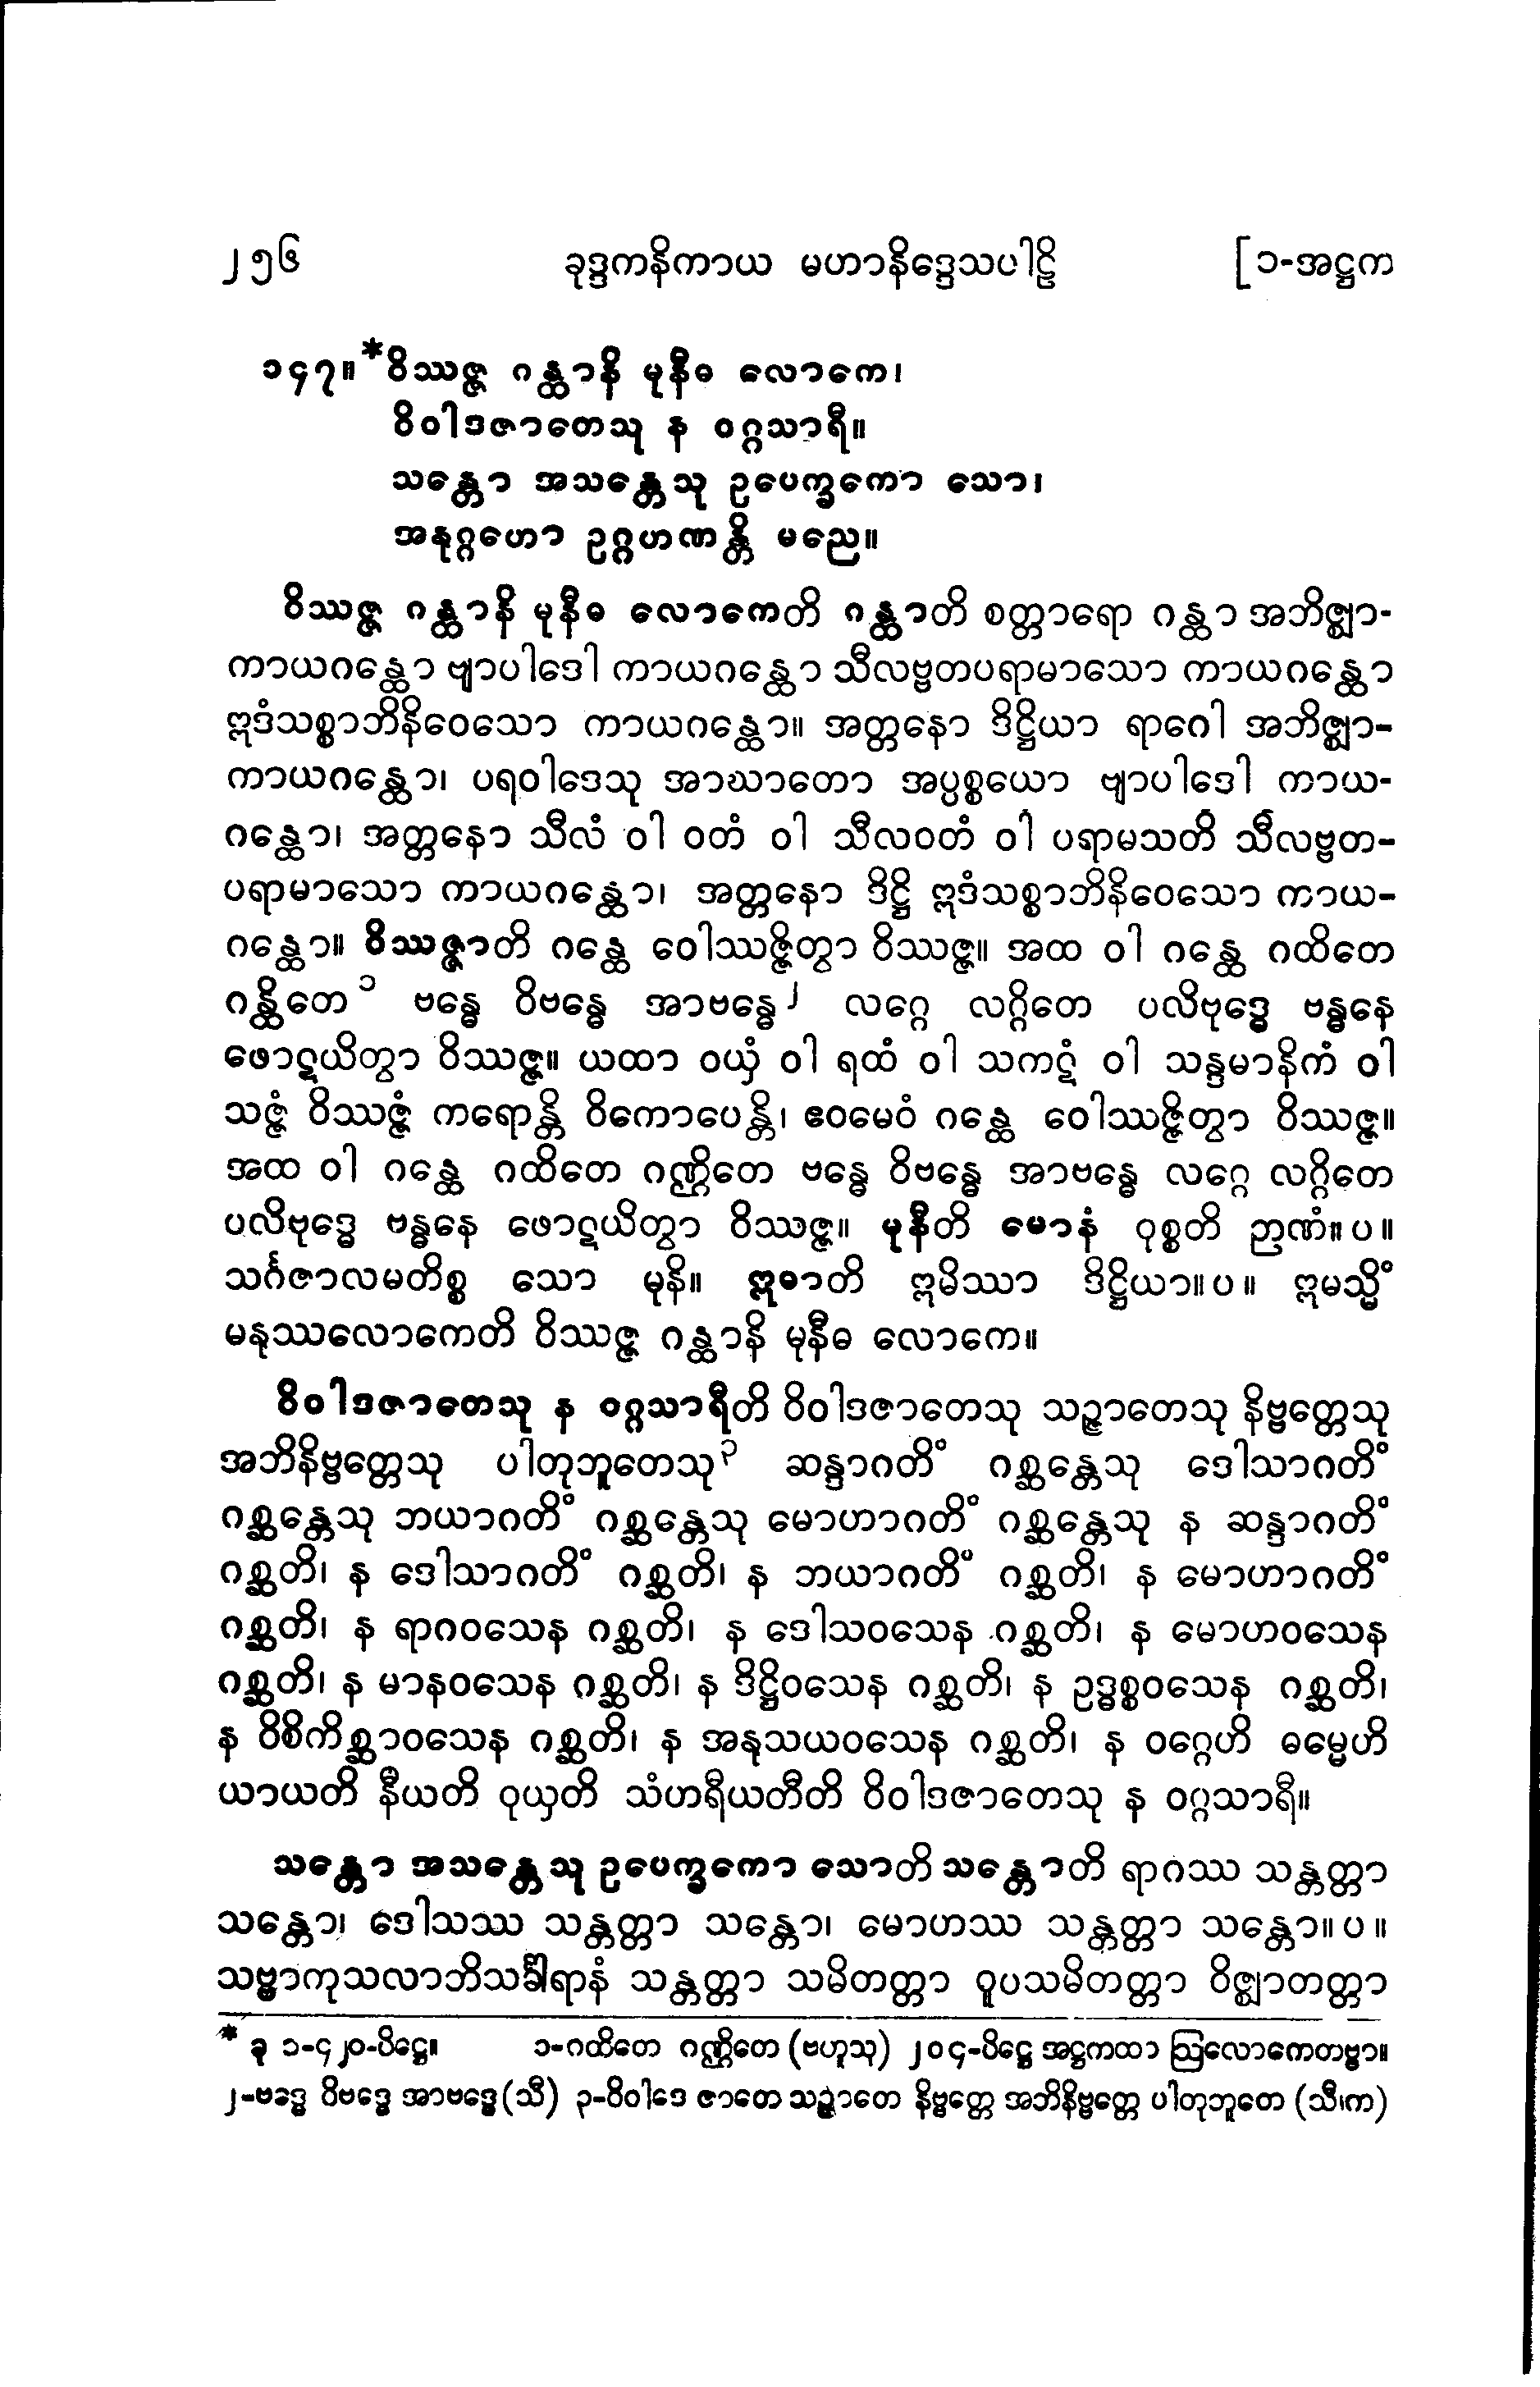 ၂၅၆ ခုဒ္ဒကနိကာယ မဟာနိဒ္ဒေသပါဠိ [၁-အဋ္ဌက
၁၄၇။*ဝိဿဇ္ဇ ဂန္ထာနိ မုနီဓ လောကေ၊
ဝိဝါဒဇာတေသု န ဝဂ္ဂသာရီ။
သန္တော အသန္တေသု ဥပေက္ခကော သော၊
အနုဂ္ဂဟော ဥဂ္ဂဟဏန္တိ မညေ။
ဝိဿဇ္ဇ ဂန္ထာနိ မုနီဓ လောကေတိ ဂန္ထာတိ စတ္တာရော ဂန္ထာ အဘိဇ္ဈာ-
ကာယဂန္ထော ဗျာပါဒေါ ကာယဂန္ထော သီလဗ္ဗတပရာမာသော ကာယဂန္ထော
ဣဒံသစ္စာဘိနိဝေသော ကာယဂန္ထော။ အတ္တနော ဒိဋ္ဌိယာ ရာဂေါ အဘိဇ္ဈာ-
ကာယဂန္ထော၊ ပရဝါဒေသု အာဃာတော အပ္ပစ္စယော ဗျာပါဒေါ ကာယ-
ဂန္ထော၊ အတ္တနော သီလံ ဝါ ဝတံ ဝါ သီလဝတံ ဝါ ပရာမသတိ သီလဗ္ဗတ-
ပရာမာသော ကာယဂန္ထော၊ အတ္တနော ဒိဋ္ဌိ ဣဒံသစ္စာဘိနိဝေသော ကာယ-
ဂန္ထော။ ဝိဿဇ္ဇာတိ ဂန္ထေ ဝေါဿဇ္ဇိတွာ ဝိဿဇ္ဇ။ အထ ဝါ ဂန္ထေ ဂထိတေ
ဂန္ထိတေ၁ ဗန္ဓေ ဝိဗန္ဓေ အာဗန္ဓေ၂ လဂ္ဂေ လဂ္ဂိတေ ပလိဗုဒ္ဓေ ဗန္ဓနေ
ဖောဋယိတွာ ဝိဿဇ္ဇ။ ယထာ ဝယှံ ဝါ ရထံ ဝါ သကဋံ ဝါ သန္ဒမာနိကံ ဝါ
သဇ္ဇံ ဝိဿဇ္ဇံ ကရောန္တိ ဝိကောပေန္တိ၊ ဧဝမေဝံ ဂန္ထေ ဝေါဿဇ္ဇိတွာ ဝိဿဇ္ဇ။
အထ ဝါ ဂန္ထေ ဂထိတေ ဂဏ္ဌိတေ ဗန္ဓေ ဝိဗန္ဓေ အာဗန္ဓေ လဂ္ဂေ လဂ္ဂိတေ
ပလိဗုဒ္ဓေ ဗန္ဓနေ ဖောဋယိတွာ ဝိဿဇ္ဇ။ မုနီတိ မောနံ ဝုစ္စတိ ဉာဏံ။ပ။
သင်္ဂဇာလမတိစ္စ သော မုနိ။ ဣဓာတိ ဣမိဿာ ဒိဋ္ဌိယာ။ပ။ ဣမသ္မိံ
မနုဿလောကေတိ ဝိဿဇ္ဇ ဂန္ထာနိ မုနီဓ လောကေ။
ဝိဝါဒဇာတေသု န ဝဂ္ဂသာရီတိ ဝိဝါဒဇာတေသု သဉ္ဇာတေသု နိဗ္ဗတ္တေသု
အဘိနိဗ္ဗတ္တေသု ပါတုဘူတေသု၃ ဆန္ဒာဂတိံ ဂစ္ဆန္တေသု ဒေါသာဂတိံ
ဂစ္ဆန္တေသု ဘယာဂတိံ ဂစ္ဆန္တေသု မောဟာဂတိံ ဂစ္ဆန္တေသု န ဆန္ဒာဂတိံ
ဂစ္ဆတိ၊ န ဒေါသာဂတိံ ဂစ္ဆတိ၊ န ဘယာဂတိံ ဂစ္ဆတိ၊ န မောဟာဂတိံ
ဂစ္ဆတိ၊ န ရာဂဝသေန ဂစ္ဆတိ၊ န ဒေါသဝသေန ဂစ္ဆတိ၊ န မောဟဝသေန
ဂစ္ဆတိ၊ န မာနဝသေန ဂစ္ဆတိ၊ န ဒိဋ္ဌိဝသေန ဂစ္ဆတိ၊ န ဥဒ္ဓစ္စဝသေန ဂစ္ဆတိ၊
န ဝိစိကိစ္ဆာဝသေန ဂစ္ဆတိ၊ န အနုသယဝသေန ဂစ္ဆတိ၊ န ဝဂ္ဂေဟိ ဓမ္မေဟိ
ယာယတိ နီယတိ ဝုယှတိ သံဟရီယတီတိ ဝိဝါဒဇာတေသု န ဝဂ္ဂသာရီ။
သန္တော အသန္တေသု ဥပေက္ခကော သောတိ သန္တောတိ ရာဂဿ သန္တတ္တာ
သန္တော၊ ဒေါသဿ သန္တတ္တာ သန္တော၊ မောဟဿ သန္တတ္တာ သန္တော။ပ။
သဗ္ဗာကုသလာဘိသင်္ခါရာနံ သန္တတ္တာ သမိတတ္တာ ဝူပသမိတတ္တာ ဝိဇ္ဈာတတ္တာ
* ခု ၁-၄၂၀-ပိဋ္ဌေ။ ၁-ဂထိတေ ဂဏ္ဌိတေ (ဗဟူသု) ၂၀၄-ပိဋ္ဌေ အဋ္ဌကထာ ဩလောကေတဗ္ဗာ။
၂-ဗဒ္ဓေ ဝိဗဒ္ဓေ အာဗဒ္ဓေ(သီ) ၃-ဝိဝါဒေ ဇာတေ သဉ္ဇာတေ နိဗ္ဗတ္တေ အဘိနိဗ္ဗတ္တေ ပါတုဘူတေ (သီ၊က)